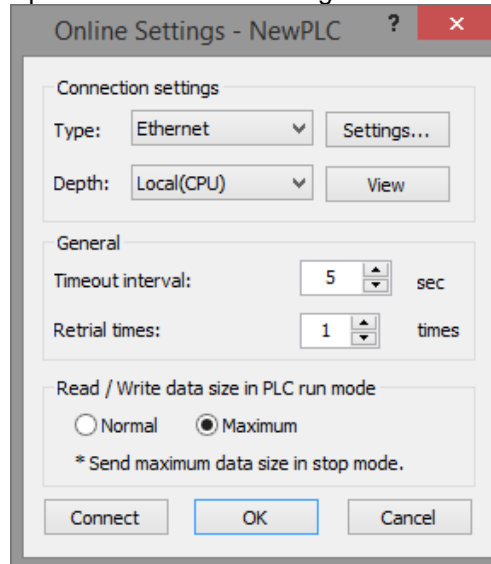 Online Settings - NewPLC ? ×
Connection settings
Type: Ethernet Settings...
Depth: Local(CPU) View
General
Timeout interval: 5 sec
Retrial times: 1 times
Read / Write data size in PLC run mode
Normal Maximum
* Send maximum data size in stop mode.
Connect OK Cancel